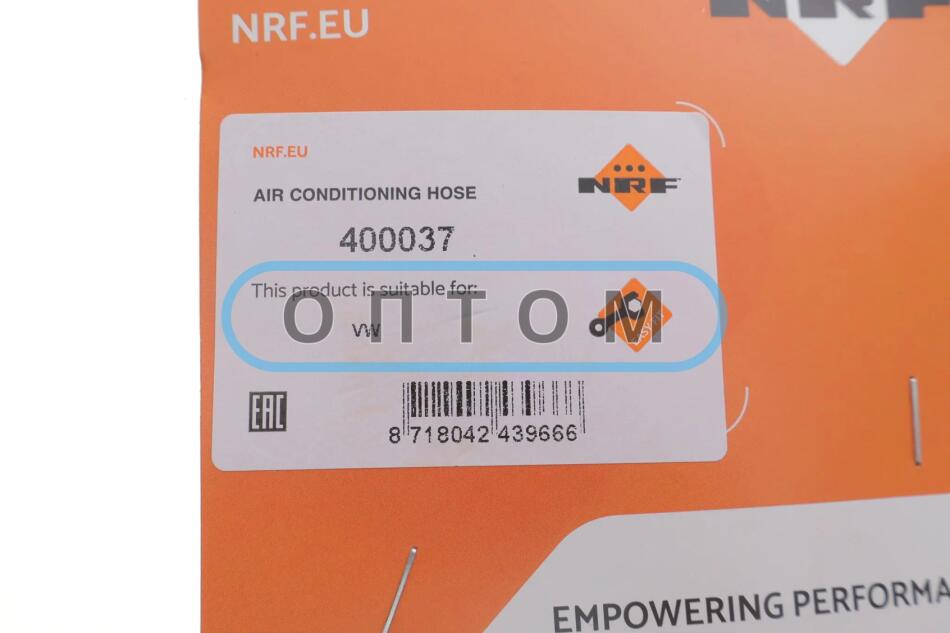 NRF.EU
NRF
NRF.EU
NRF
AIR CONDITIONING HOSE
400037
This product is suitable for:
ОПТОМ
VW
EAC
8 718042 439666
EMPOWERING